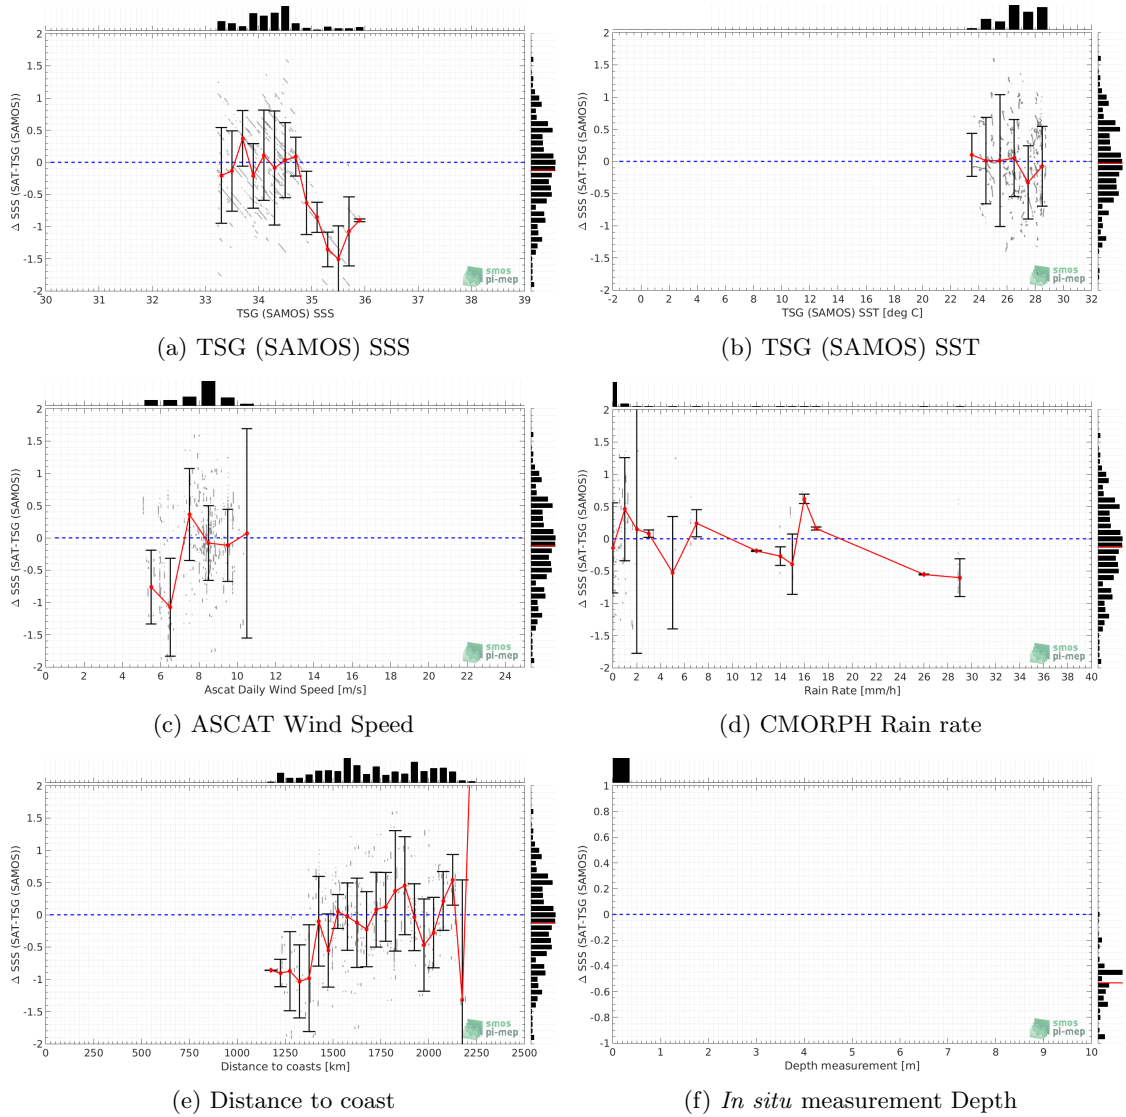 Δ SSS (SAT-TSG (SAMOS))
2
1.5
1
0.5
0
-0.5
-1
-1.5
-2
30 31 32 33 34 35 36 37 38 39
TSG (SAMOS) SSS
smos
pi-mep
(a) TSG (SAMOS) SSS
Δ SSS (SAT-TSG (SAMOS))
2
1.5
1
0.5
0
-0.5
-1
-1.5
-2
-2 0 2 4 6 8 10 12 14 16 18 20 22 24 26 28 30 32
TSG (SAMOS) SST [deg C]
smos
pi-mep
(b) TSG (SAMOS) SST
Δ SSS (SAT-TSG (SAMOS))
2
1.5
1
0.5
0
-0.5
-1
-1.5
-2
0 2 4 6 8 10 12 14 16 18 20 22 24
Ascat Daily Wind Speed [m/s]
smos
pi-mep
(c) ASCAT Wind Speed
Δ SSS (SAT-TSG (SAMOS))
2
1.5
1
0.5
0
-0.5
-1
-1.5
-2
0 2 4 6 8 10 12 14 16 18 20 22 24 26 28 30 32 34 36 38 40
Rain Rate [mm/h]
smos
pi-mep
(d) CMORPH Rain rate
Δ SSS (SAT-TSG (SAMOS))
2
1.5
1
0.5
0
-0.5
-1
-1.5
-2
0 250 500 750 1000 1250 1500 1750 2000 2250 2500
Distance to coasts [km]
smos
pi-mep
(e) Distance to coast
Δ SSS (SAT-TSG (SAMOS))
1
0.8
0.6
0.4
0.2
0
-0.2
-0.4
-0.6
-0.8
-1
0 1 2 3 4 5 6 7 8 9 10
Depth measurement [m]
smos
pi-mep
(f) In situ measurement Depth